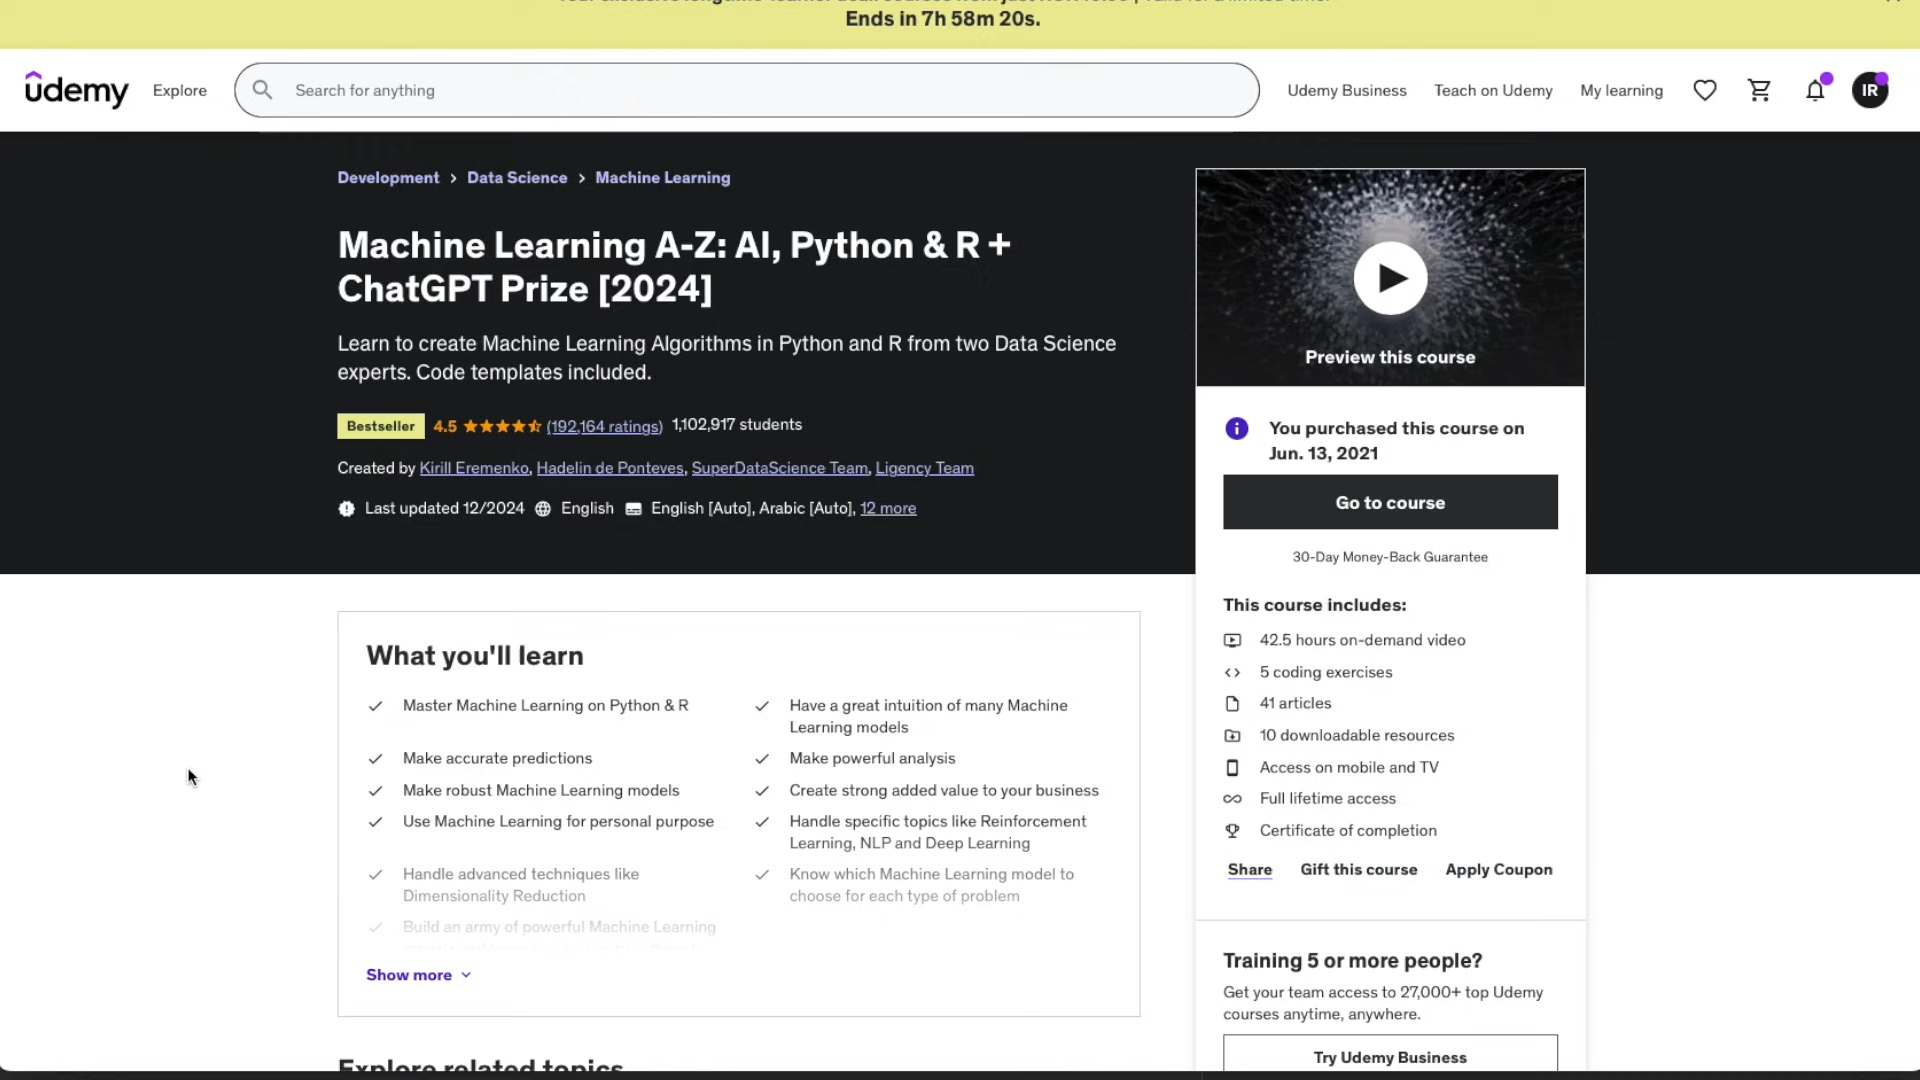 Ends in 7h 58m 20s.
udemy
Explore
Search for anything
Udemy Business
Teach on Udemy
My learning
IR
Development > Data Science > Machine Learning
Machine Learning A-Z: AI, Python & R +
ChatGPT Prize [2024]
Learn to create Machine Learning Algorithms in Python and R from two Data Science
experts. Code templates included.
Bestseller 4.5 (192,164 ratings) 1,102,917 students
Created by Kirill Eremenko, Hadelin de Ponteves, SuperDataScience Team, Ligency Team
Last updated 12/2024 English English [Auto], Arabic [Auto], 12 more
Preview this course
You purchased this course on
Jun. 13, 2021
Go to course
30-Day Money-Back Guarantee
This course includes:
42.5 hours on-demand video
5 coding exercises
41 articles
10 downloadable resources
Access on mobile and TV
Full lifetime access
Certificate of completion
Share
Gift this course
Apply Coupon
Training 5 or more people?
Get your team access to 27,000+ top Udemy
courses anytime, anywhere.
Try Udemy Business
What you'll learn
Master Machine Learning on Python & R
Have a great intuition of many Machine
Learning models
Make accurate predictions
Make powerful analysis
Make robust Machine Learning models
Create strong added value to your business
Use Machine Learning for personal purpose
Handle specific topics like Reinforcement
Learning, NLP and Deep Learning
Handle advanced techniques like
Dimensionality Reduction
Know which Machine Learning model to
choose for each type of problem
Build an army of powerful Machine Learning
Show more
Explore related topics